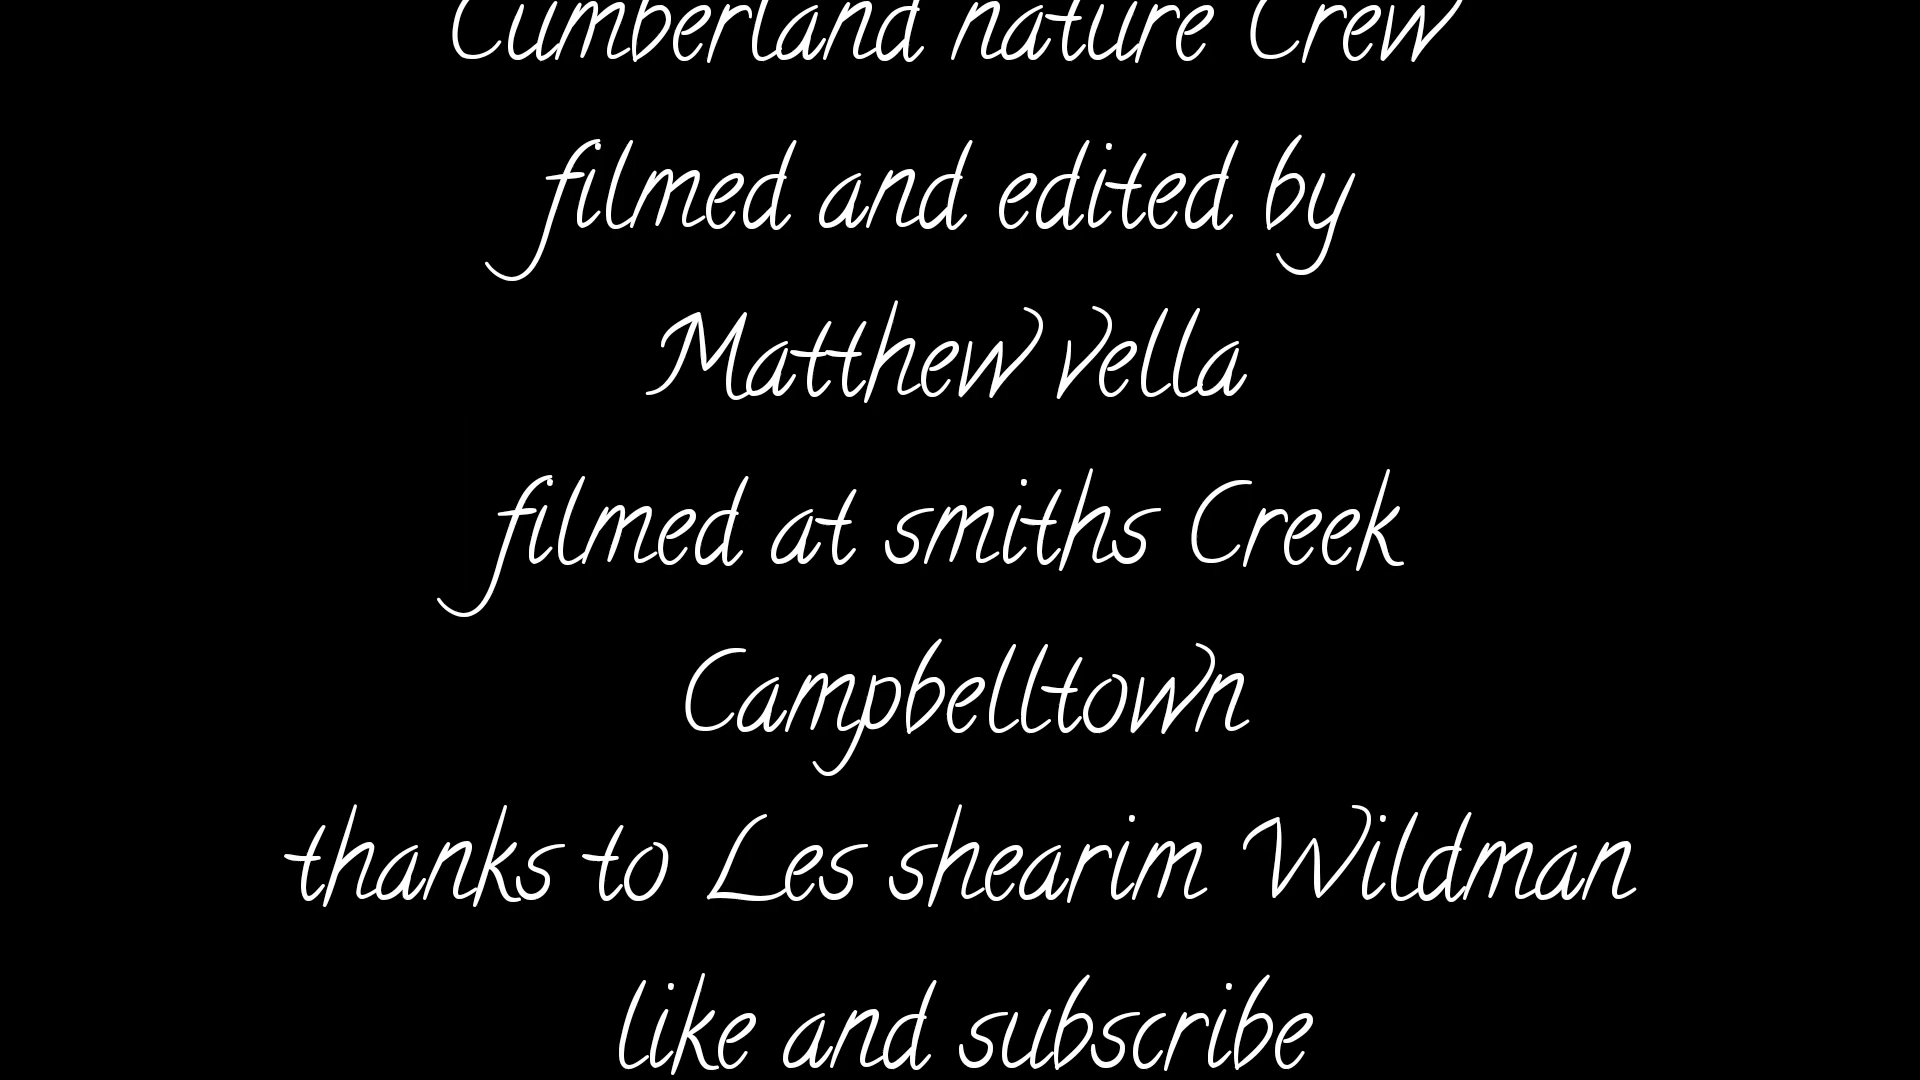 Cumberland nature Crew
filmed and edited by
Matthew vella
filmed at smiths Creek
Campbelltown
thanks to Les shearim Wildman
like and subscribe